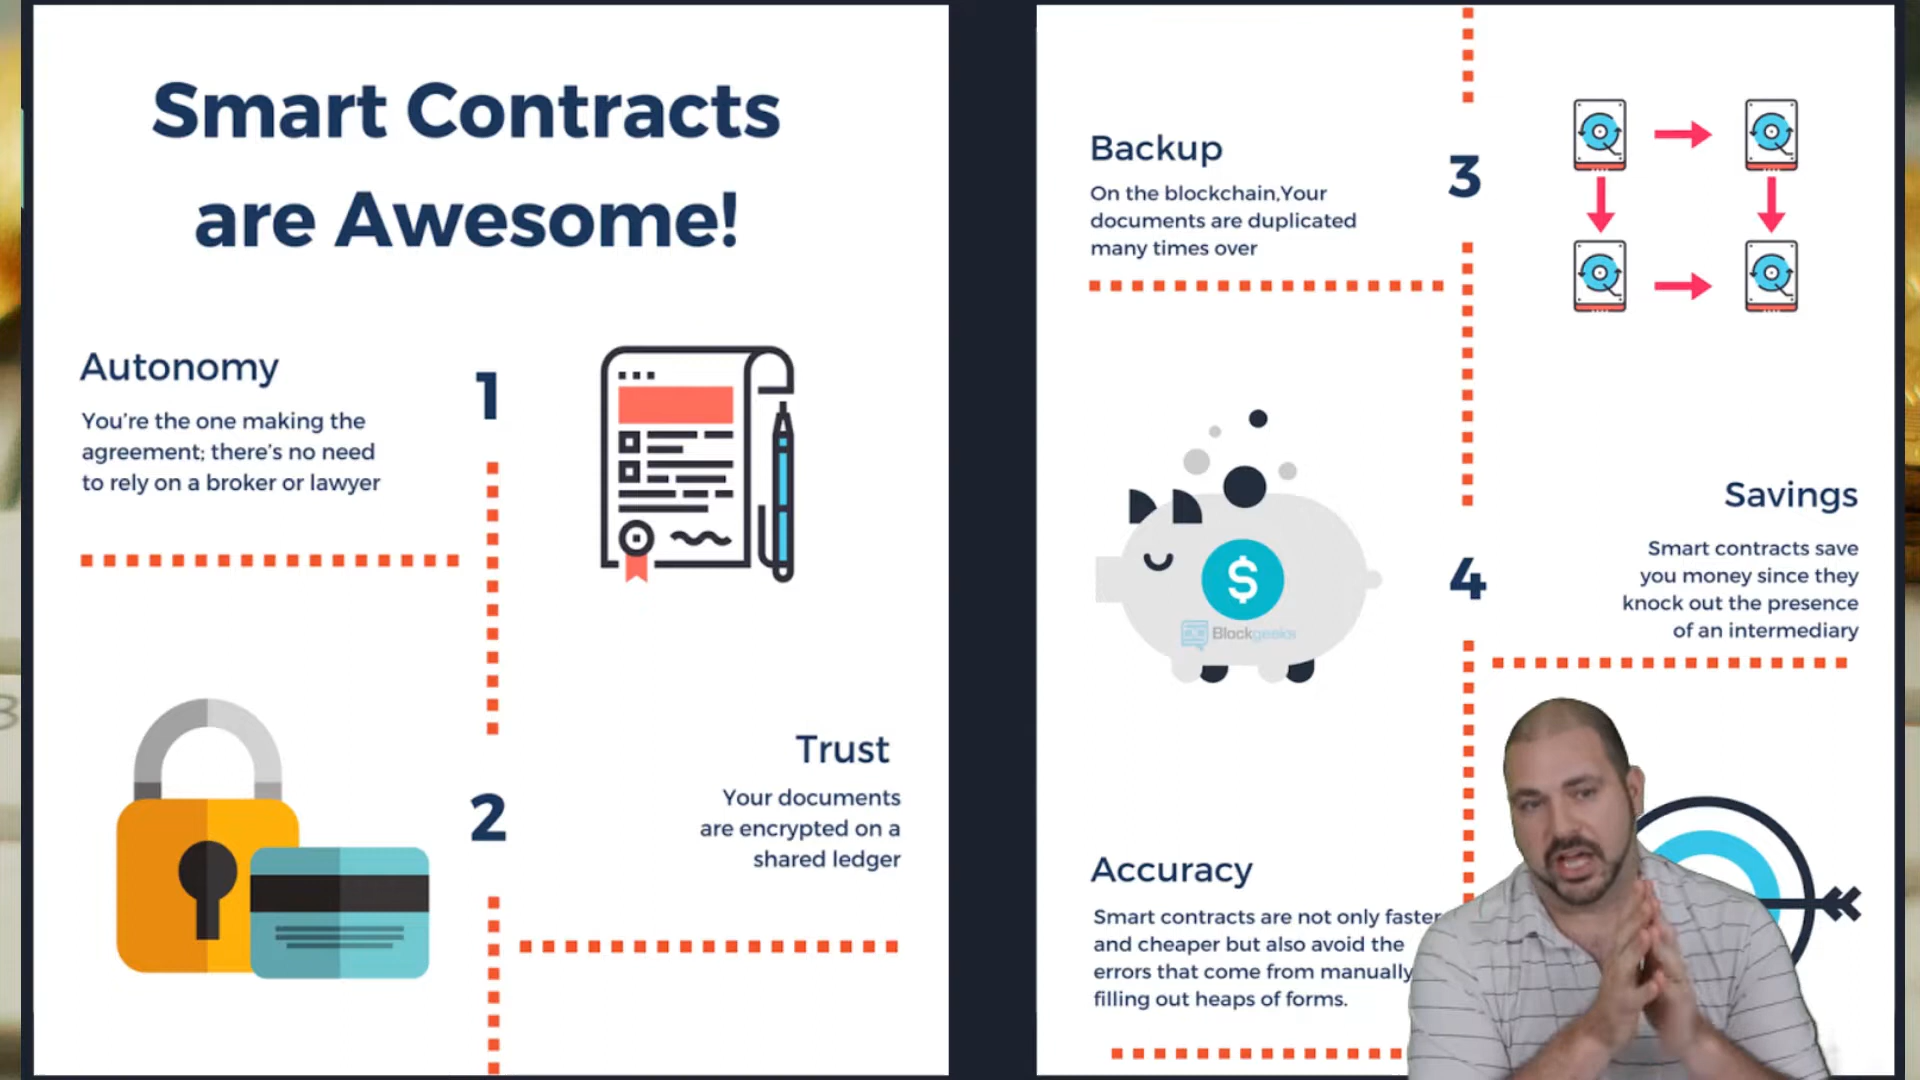 Smart Contracts
are Awesome!
Autonomy
1
You're the one making the
agreement; there's no need
to rely on a broker or lawyer
2
Trust
Your documents
are encrypted on a
shared ledger
Backup
3
On the blockchain,Your
documents are duplicated
many times over
$
Blockgeeks
4
Savings
Smart contracts save
you money since they
knock out the presence
of an intermediary
Accuracy
Smart contracts are not only faster
and cheaper but also avoid the
errors that come from manually
filling out heaps of forms.